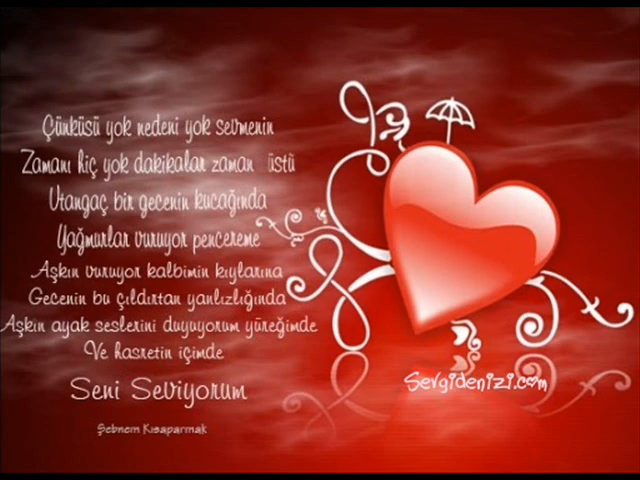 Çünküsü yok nedeni yok sevmenin
Zamanı hiç yok dakikalar zaman üstü
Utangaç bir gecenin kucağında
Yağmurlar vuruyor pencereme
Aşkın vuruyor kalbimin kıylarına
Gecenin bu çıldırtan yanlızlığında
Aşkın ayak seslerini duyuyorum yüreğimde
Ve hasretin içimde
Seni Seviyorum
Şebnem Kısaparmak
Sevgidenizi.com